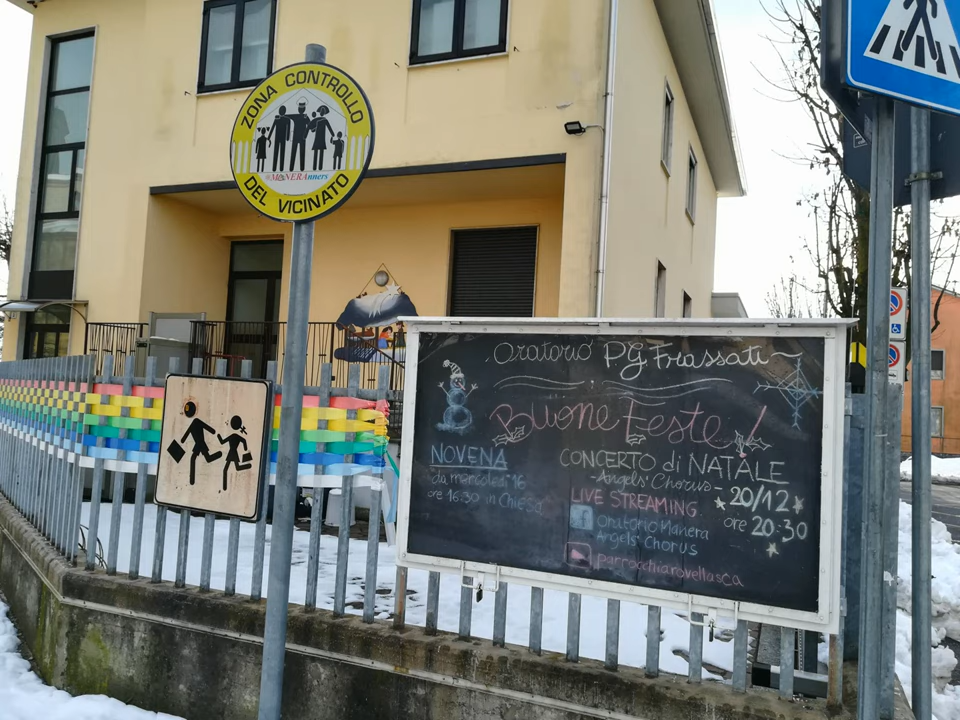 ZONA CONTROLLO
@MANERAnners
DEL VICINATO
Oratorio PG Frassati
Buone Feste...!
NOVENA
da mercoledì 16
ore 16.30 in Chiesa
CONCERTO di NATALE
-Angels' Chorus-
20/12
ore 20:30
LIVE STREAMING
f Oratorio Manera
Angels' Chorus
parrocchiarovellasca